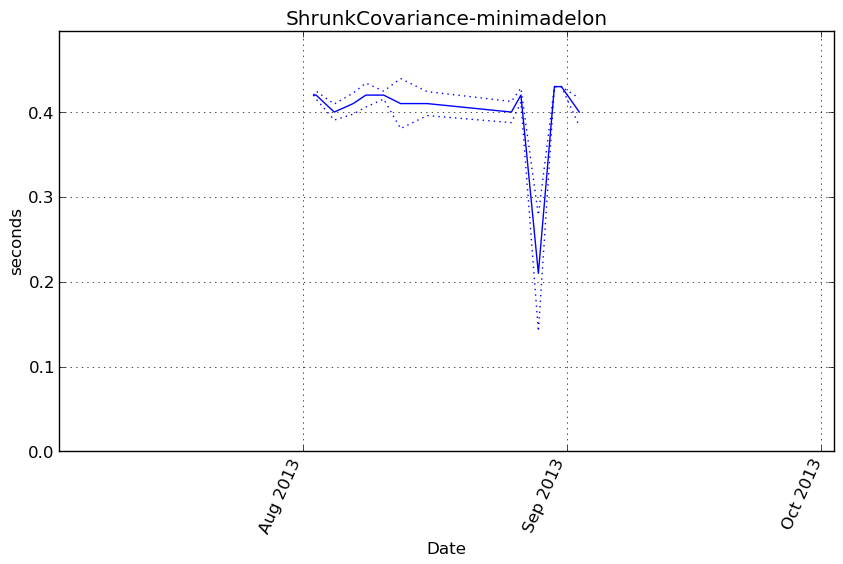 ShrunkCovariance-minimadelon
0.4
0.3
0.2
0.1
0.0
seconds
Aug 2013
Sep 2013
Oct 2013
Date